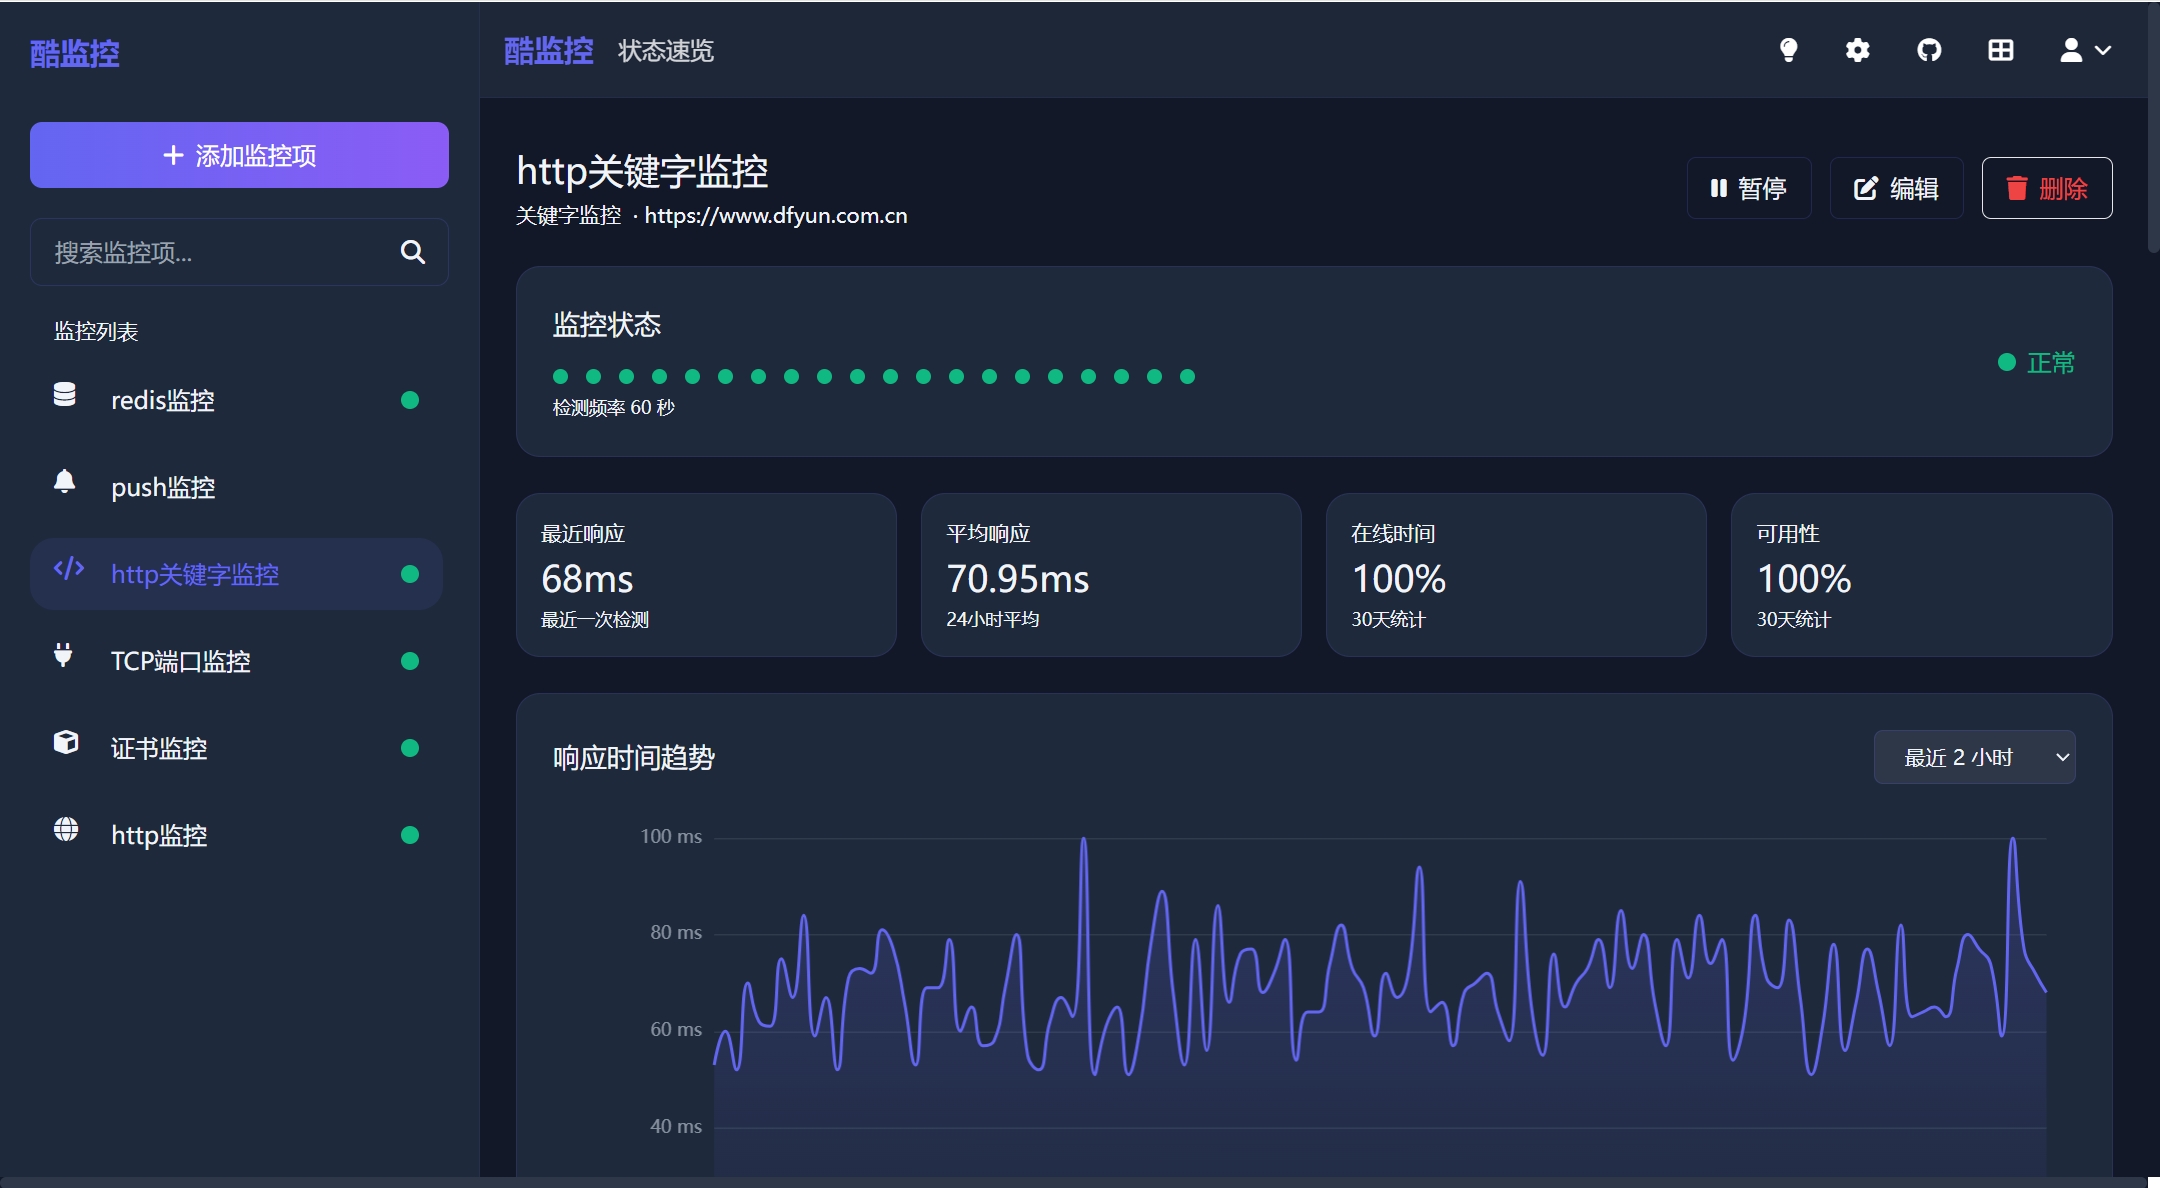 酷监控
添加监控项
搜索监控项...
监控列表
redis监控
push监控
http关键字监控
TCP端口监控
证书监控
http监控
酷监控 状态速览
http关键字监控
关键字监控 · https://www.dfyun.com.cn
暂停 编辑 删除
监控状态
检测频率 60 秒
正常
最近响应
68ms
最近一次检测
平均响应
70.95ms
24小时平均
在线时间
100%
30天统计
可用性
100%
30天统计
响应时间趋势
最近 2 小时
100 ms
80 ms
60 ms
40 ms